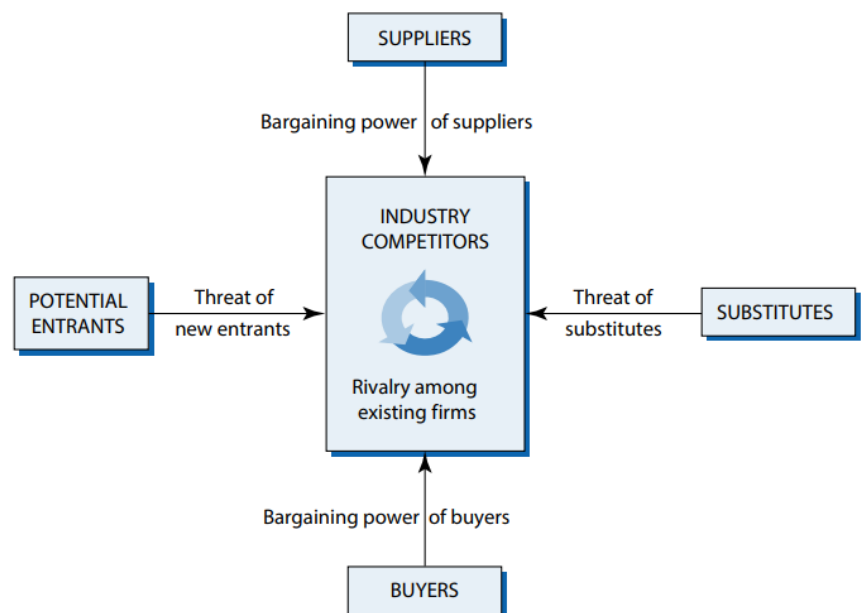 SUPPLIERS
Bargaining power of suppliers
INDUSTRY
COMPETITORS
POTENTIAL
ENTRANTS
Threat of
new entrants
Threat of
substitutes
SUBSTITUTES
Rivalry among
existing firms
Bargaining power of buyers
BUYERS